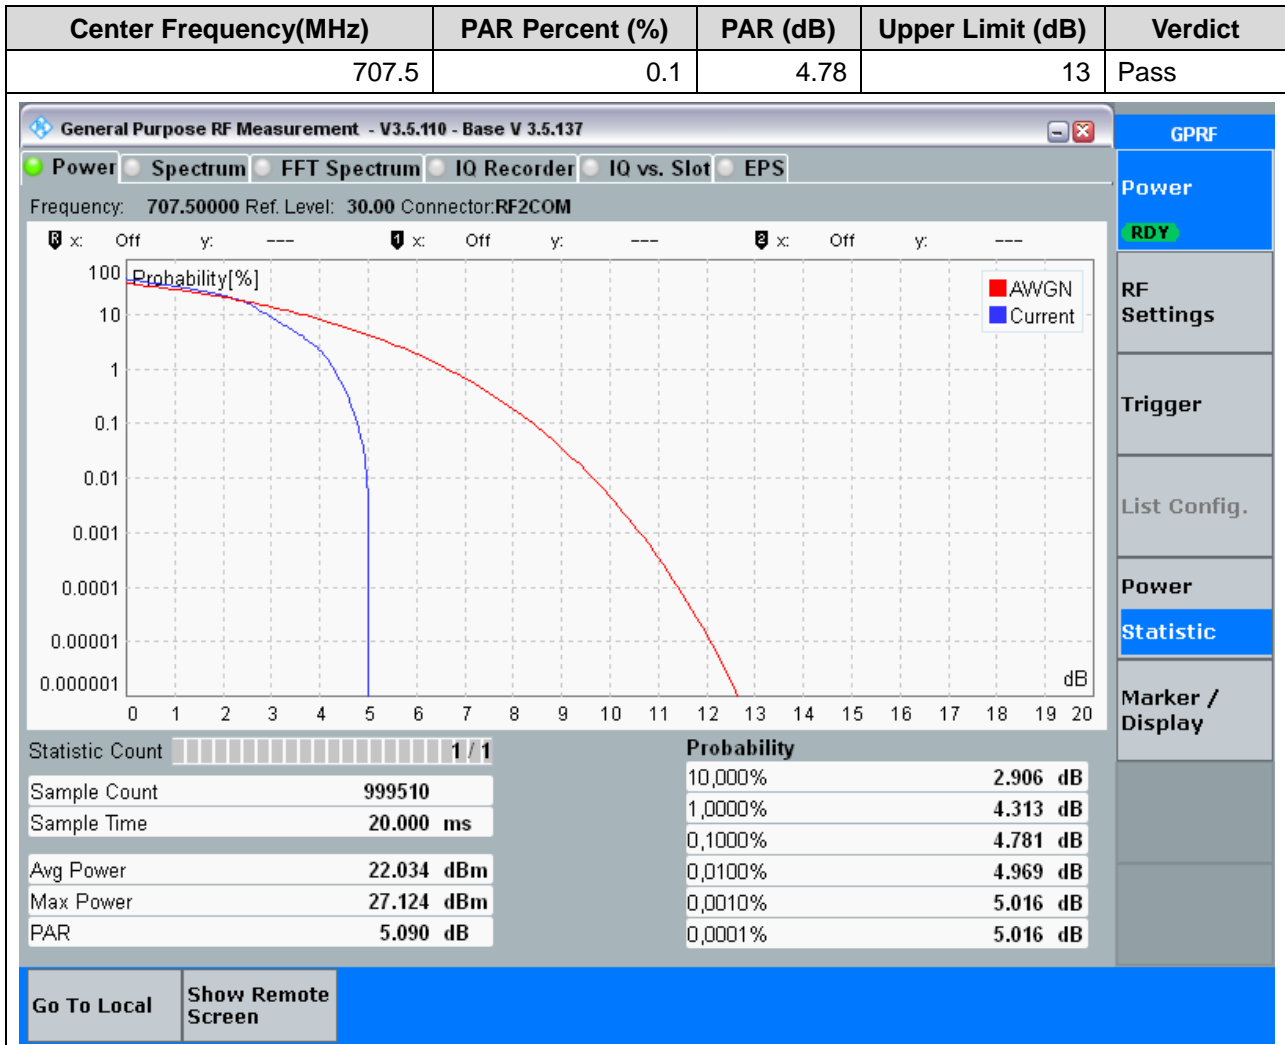 Center Frequency(MHz) PAR Percent (%) PAR (dB) Upper Limit (dB) Verdict
707.5 0.1 4.78 13 Pass
General Purpose RF Measurement - V3.5.110 - Base V 3.5.137
GPRF
Power Spectrum FFT Spectrum IQ Recorder IQ vs. Slot EPS
Frequency: 707.50000 Ref. Level: 30.00 Connector:RF2COM
R x: Off y: --- 1 x: Off y: --- 2 x: Off y: ---
Probability[%]
100
10
1
0.1
0.01
0.001
0.0001
0.00001
0.000001
AWGN
Current
dB
0 1 2 3 4 5 6 7 8 9 10 11 12 13 14 15 16 17 18 19 20
Statistic Count 1 / 1
Sample Count 999510
Sample Time 20.000 ms
Avg Power 22.034 dBm
Max Power 27.124 dBm
PAR 5.090 dB
Probability
10,000% 2.906 dB
1,0000% 4.313 dB
0,1000% 4.781 dB
0,0100% 4.969 dB
0,0010% 5.016 dB
0,0001% 5.016 dB
Power
RDY
RF
Settings
Trigger
List Config.
Power
Statistic
Marker /
Display
Go To Local
Show Remote
Screen